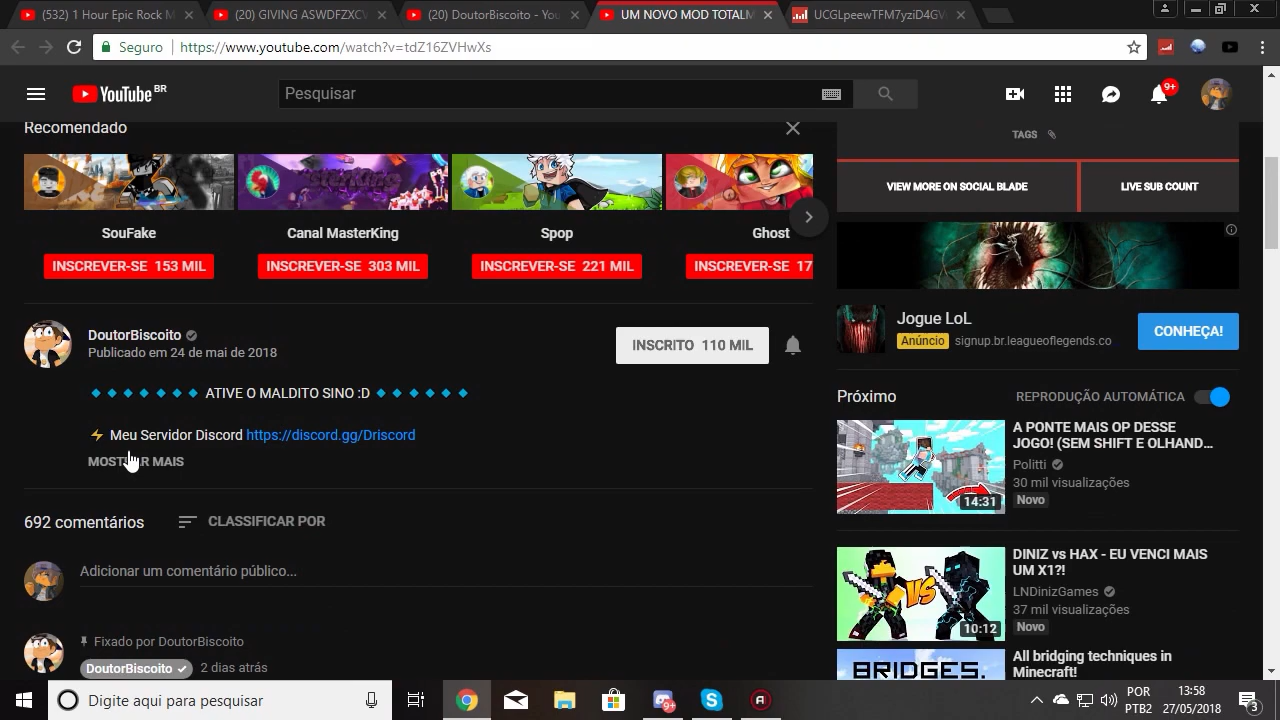 (532) 1 Hour Epic Rock M
(20) GIVING ASWDFZXCV
(20) DoutorBiscoito - You
UM NOVO MOD TOTALM
UCGLpeewTFM7yziD4GV
Seguro
https://www.youtube.com/watch?v=tdZ16ZVHwXs
YouTube BR
Pesquisar
9+
Recomendado
SouFake
Canal MasterKing
Spop
Ghost
INSCREVER-SE 153 MIL
INSCREVER-SE 303 MIL
INSCREVER-SE 221 MIL
INSCREVER-SE 17
DoutorBiscoito
Publicado em 24 de mai de 2018
INSCRITO 110 MIL
ATIVE O MALDITO SINO :D
Meu Servidor Discord https://discord.gg/Driscord
MOSTRAR MAIS
692 comentários
CLASSIFICAR POR
Adicionar um comentário público...
Fixado por DoutorBiscoito
DoutorBiscoito
2 dias atrás
TAGS
VIEW MORE ON SOCIAL BLADE
LIVE SUB COUNT
Jogue LoL
Anúncio
signup.br.leagueoflegends.co
CONHEÇA!
Próximo
REPRODUÇÃO AUTOMÁTICA
A PONTE MAIS OP DESSE
JOGO! (SEM SHIFT E OLHAND...
Politti
30 mil visualizações
Novo
14:31
DINIZ vs HAX - EU VENCI MAIS
UM X1?!
LNDinizGames
37 mil visualizações
Novo
VS
10:12
All bridging techniques in
Minecraft!
BRIDGES.
Digite aqui para pesquisar
9+
POR
PTB2
13:58
27/05/2018
3